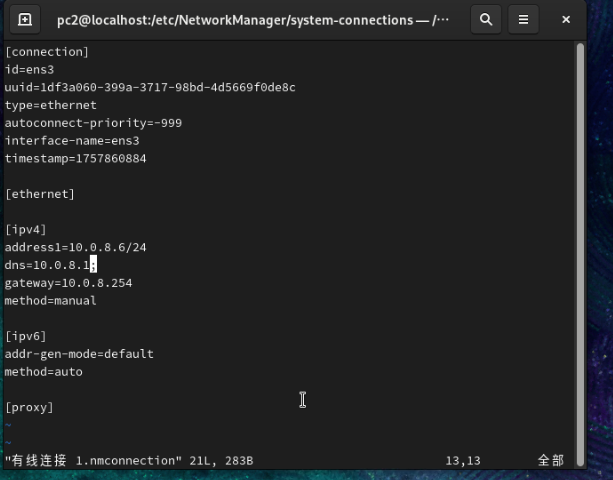 pc2@localhost:/etc/NetworkManager/system-connections — /···
[connection]
id=ens3
uuid=1df3a060-399a-3717-98bd-4d5669f0de8c
type=ethernet
autoconnect-priority=-999
interface-name=ens3
timestamp=1757860884
[ethernet]
[ipv4]
address1=10.0.8.6/24
dns=10.0.8.1;
gateway=10.0.8.254
method=manual
[ipv6]
addr-gen-mode=default
method=auto
[proxy]
~
~
"有线连接 1.nmconnection" 21L, 283B 13,13 全部